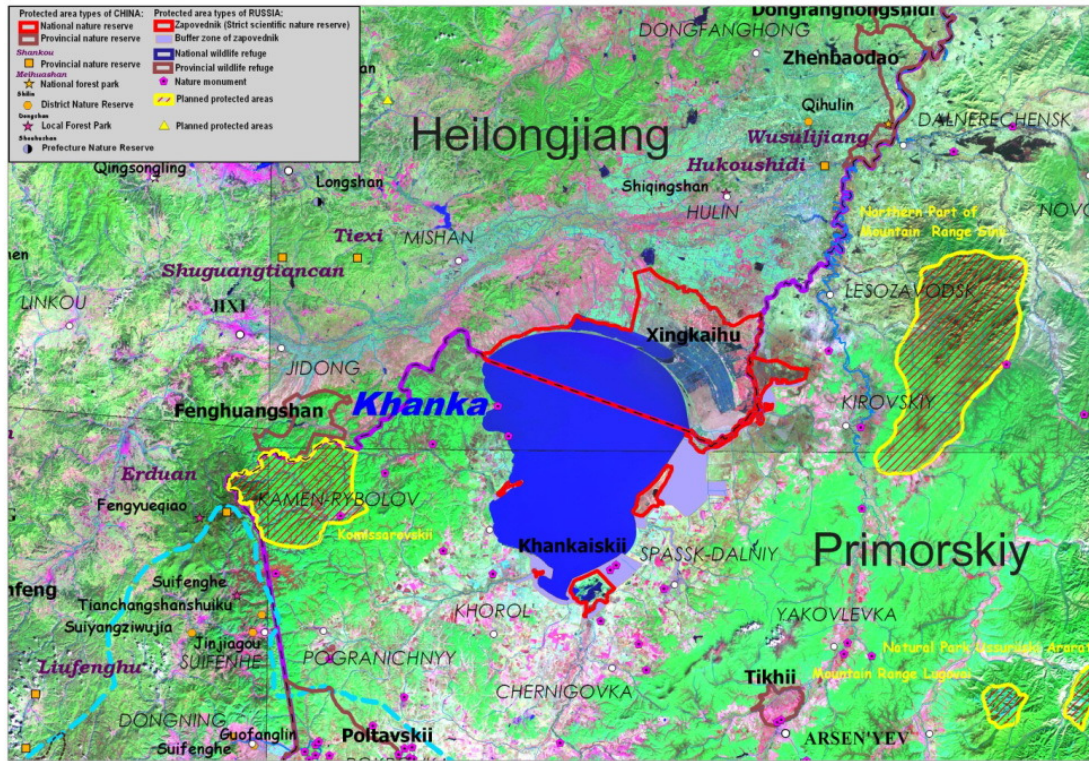 Protected area types of CHINA:
National nature reserve
Provincial nature reserve
Shankou
Provincial nature reserve
Meihuashan
National forest park
Shilin
District Nature Reserve
Dongshan
Local Forest Park
Prefecture Nature Reserve
Protected area types of RUSSIA:
Zapovednik (Strict scientific nature reserve)
Buffer zone of zapovednik
National wildlife refuge
Provincial wildlife refuge
Nature monument
Planned protected areas
Planned protected areas
Dongfanghongshidi
DONGFANGHONG
Zhenbaodao
Heilongjiang
Qihulin
Wusulijiang
DALNERECHENSK
Hukoushidi
Qingsongling
Longshan
Shiqingshan
HULIN
Northern Part of
Mountain Range Sinii
Tiexi
MISHAN
Shuguangtiancan
LINKOU
JIXI
LESOZAVODSK
Xingkaihu
JIDONG
Fenghuangshan
Khanka
KIROVSKIY
Erduan
KAMEN-RYBOLOV
Fengyueqiao
Komissarovskii
Khankaiskii
SPASSK-DALNIY
Primorskiy
Suifenghe
Tianchangshanshuiku
Suiyangziwujia
Jinjiagou
SUIFENHE
KHOROL'
YAKOVLEVKA
POGRANICHNYY
Liufenghu
CHERNIGOVKA
Tikhii
Mountain Range Lugovoi
DONGNING
Guofanglin
Suifenghe
Poltavskii
ARSEN'YEV